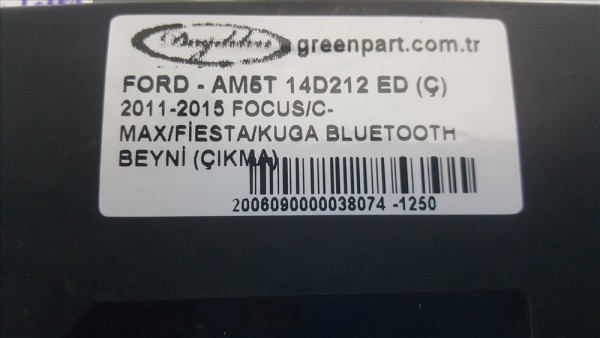 greenpart.com.tr
FORD - AM5T 14D212 ED (Ç)
2011-2015 FOCUS/C-
MAX/FİESTA/KUGA BLUETOOTH
BEYNİ (ÇIKMA)
2006090000038074 -1250